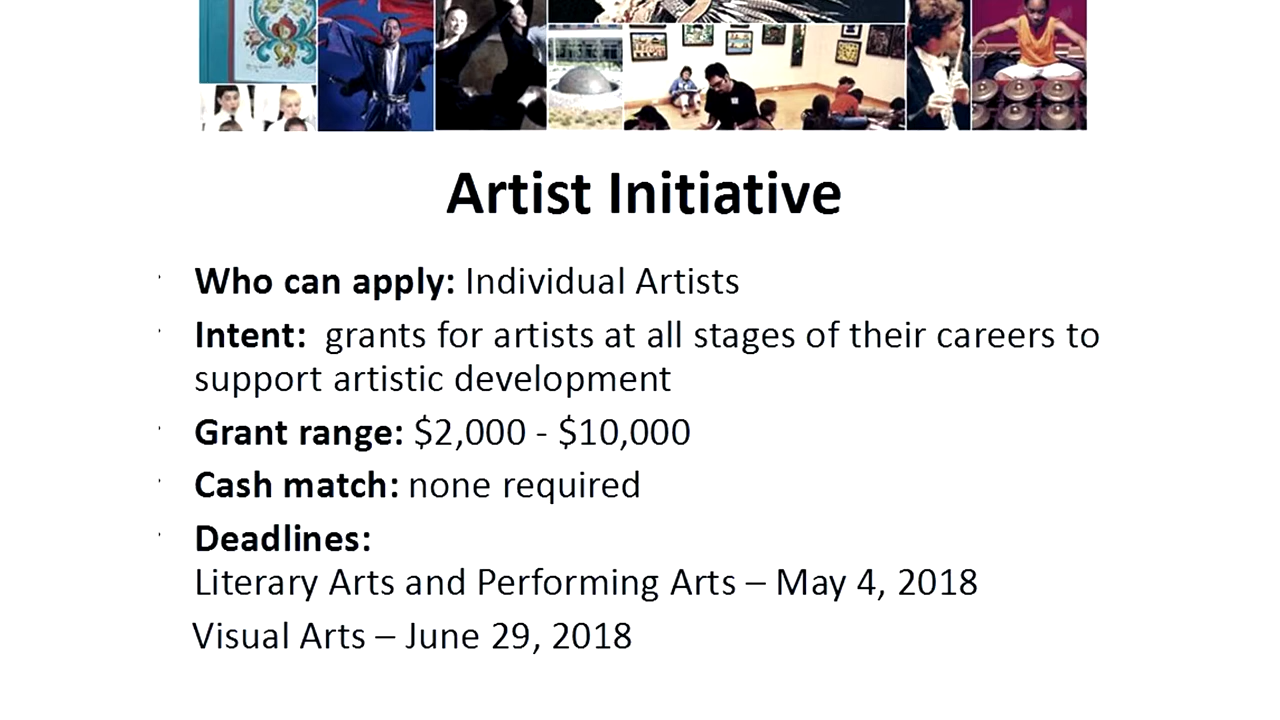 Artist Initiative
Who can apply: Individual Artists
Intent:  grants for artists at all stages of their careers to
support artistic development
Grant range: $2,000 - $10,000
Cash match: none required
Deadlines:
Literary Arts and Performing Arts – May 4, 2018
Visual Arts – June 29, 2018